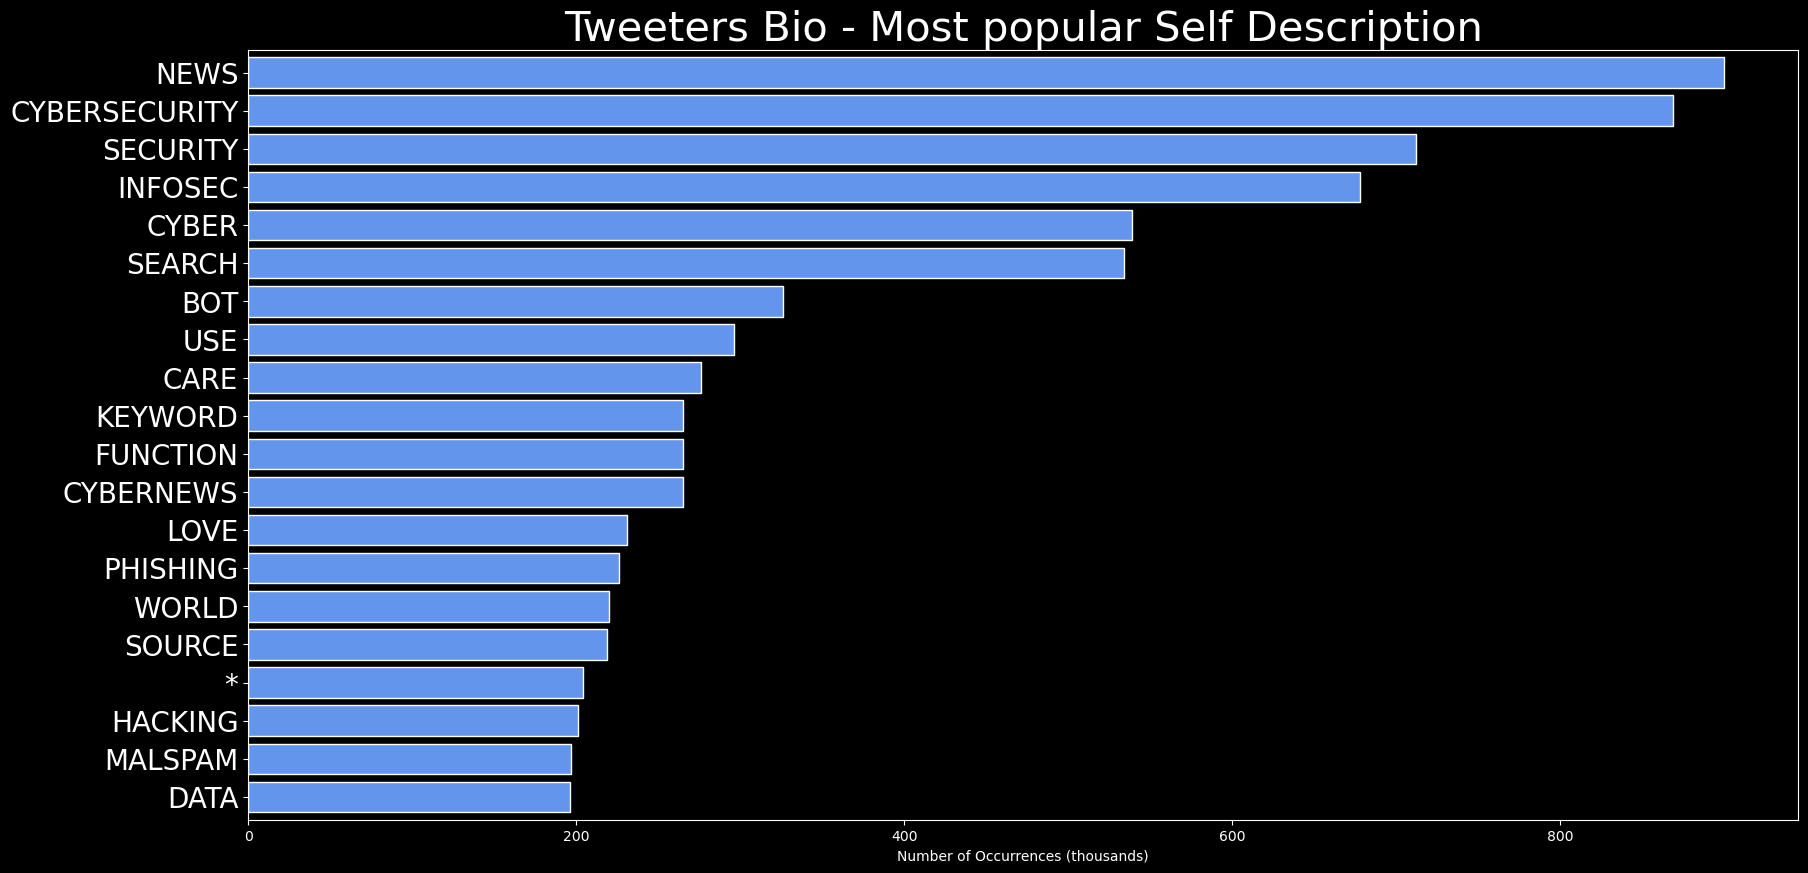 Tweeters Bio - Most popular Self Description
NEWS
CYBERSECURITY
SECURITY
INFOSEC
CYBER
SEARCH
BOT
USE
CARE
KEYWORD
FUNCTION
CYBERNEWS
LOVE
PHISHING
WORLD
SOURCE
*
HACKING
MALSPAM
DATA
0 200 400 600 800
Number of Occurrences (thousands)